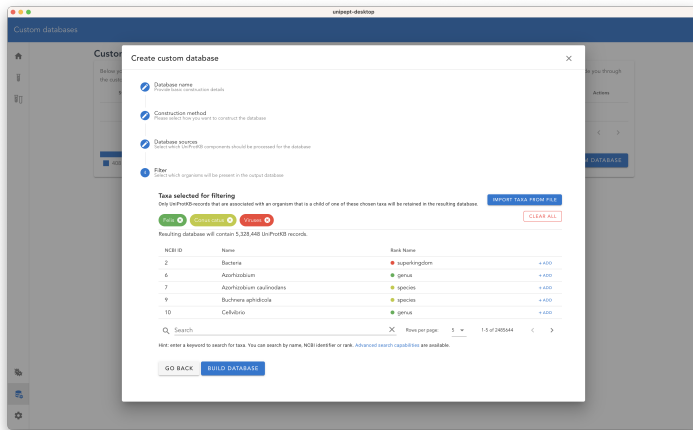 unipept-desktop
Custom databases
Create custom database
Database name
Provide basic construction details
Construction method
Please select how you want to construct the database
Database sources
Select which UniProtKB components should be processed for the database
Filter
Select which organisms will be present in the output database
Taxa selected for filtering
Only UniProtKB-records that are associated with an organism that is a child of one of these chosen taxa will be retained in the resulting database.
IMPORT TAXA FROM FILE
CLEAR ALL
Felis
Viruses
Resulting database will contain 5,328,448 UniProtKB records.
NCBI ID Name Rank Name
2 Bacteria superkingdom + ADD
6 Azorhizobium genus + ADD
7 Azorhizobium caulinodans species + ADD
9 Buchnera aphidicola species + ADD
10 Cellvibrio genus + ADD
Search Rows per page: 5 1-5 of 2485644
Hint: enter a keyword to search for taxa. You can search by name, NCBI identifier or rank. Advanced search capabilities are available.
GO BACK BUILD DATABASE
Actions